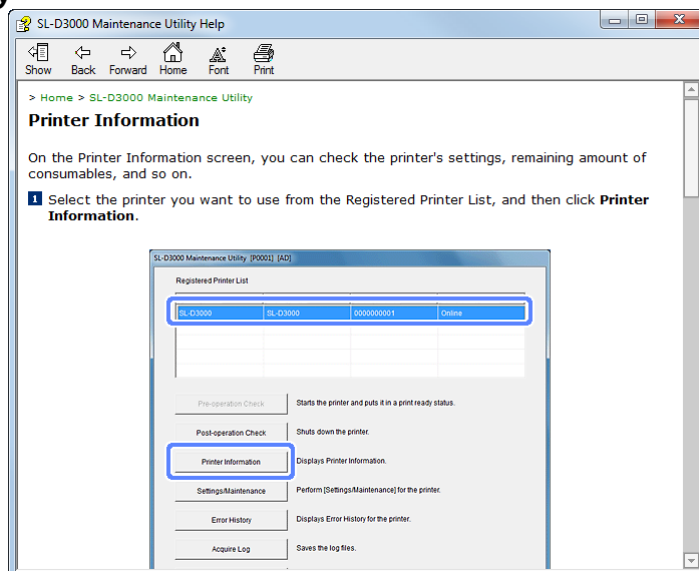 SL-D3000 Maintenance Utility Help
Show Back Forward Home Font Print
> Home > SL-D3000 Maintenance Utility
Printer Information
On the Printer Information screen, you can check the printer's settings, remaining amount of
consumables, and so on.
1 Select the printer you want to use from the Registered Printer List, and then click Printer
Information.
SL-D3000 Maintenance Utility [P0001] [AD]
Registered Printer List
SL-D3000 SL-D3000 0000000001 Online
Pre-operation Check Starts the printer and puts it in a print ready status.
Post-operation Check Shuts down the printer.
Printer Information Displays Printer Information.
Settings/Maintenance Perform [Settings/Maintenance] for the printer.
Error History Displays Error History for the printer.
Acquire Log Saves the log files.